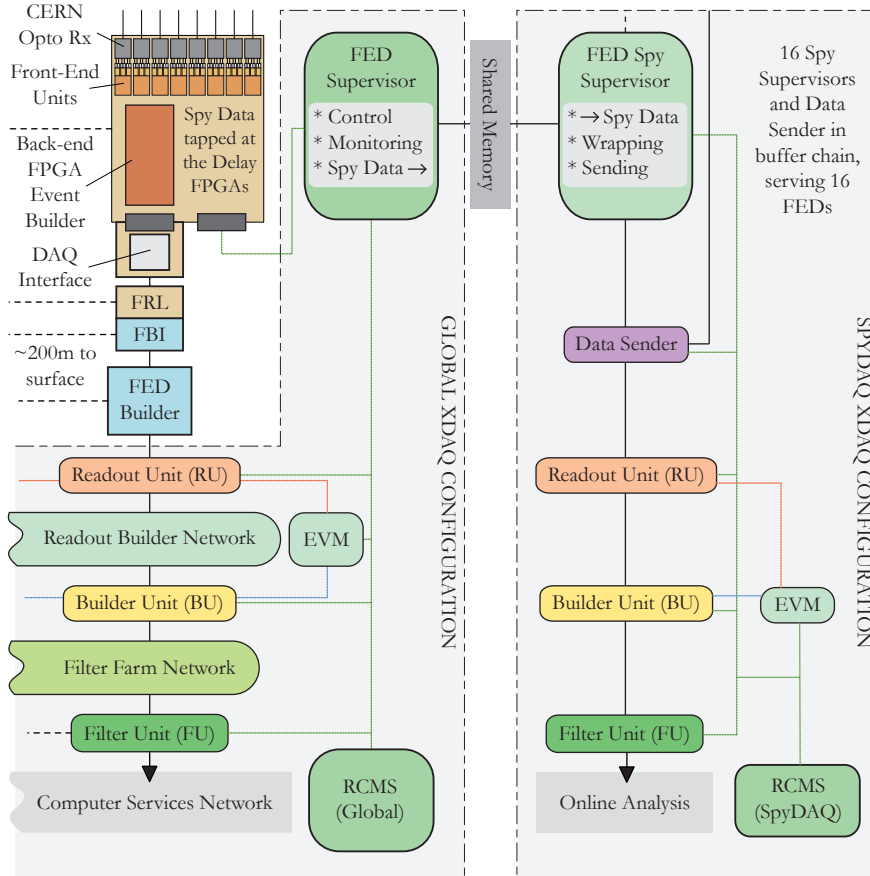 CERN
Opto Rx
Front-End
Units
Back-end
FPGA
Event
Builder
Spy Data
tapped at
the Delay
FPGAs
DAQ
Interface
FRL
FBI
~200m to
surface
FED
Builder
Readout Unit (RU)
Readout Builder Network
EVM
Builder Unit (BU)
Filter Farm Network
Filter Unit (FU)
Computer Services Network
FED
Supervisor
* Control
* Monitoring
* Spy Data →
RCMS
(Global)
GLOBAL XDAQ CONFIGURATION
Shared Memory
FED Spy
Supervisor
* → Spy Data
* Wrapping
* Sending
16 Spy
Supervisors
and Data
Sender in
buffer chain,
serving 16
FEDs
Data Sender
Readout Unit (RU)
Builder Unit (BU)
EVM
Filter Unit (FU)
Online Analysis
RCMS
(SpyDAQ)
SPYDAQ XDAQ CONFIGURATION